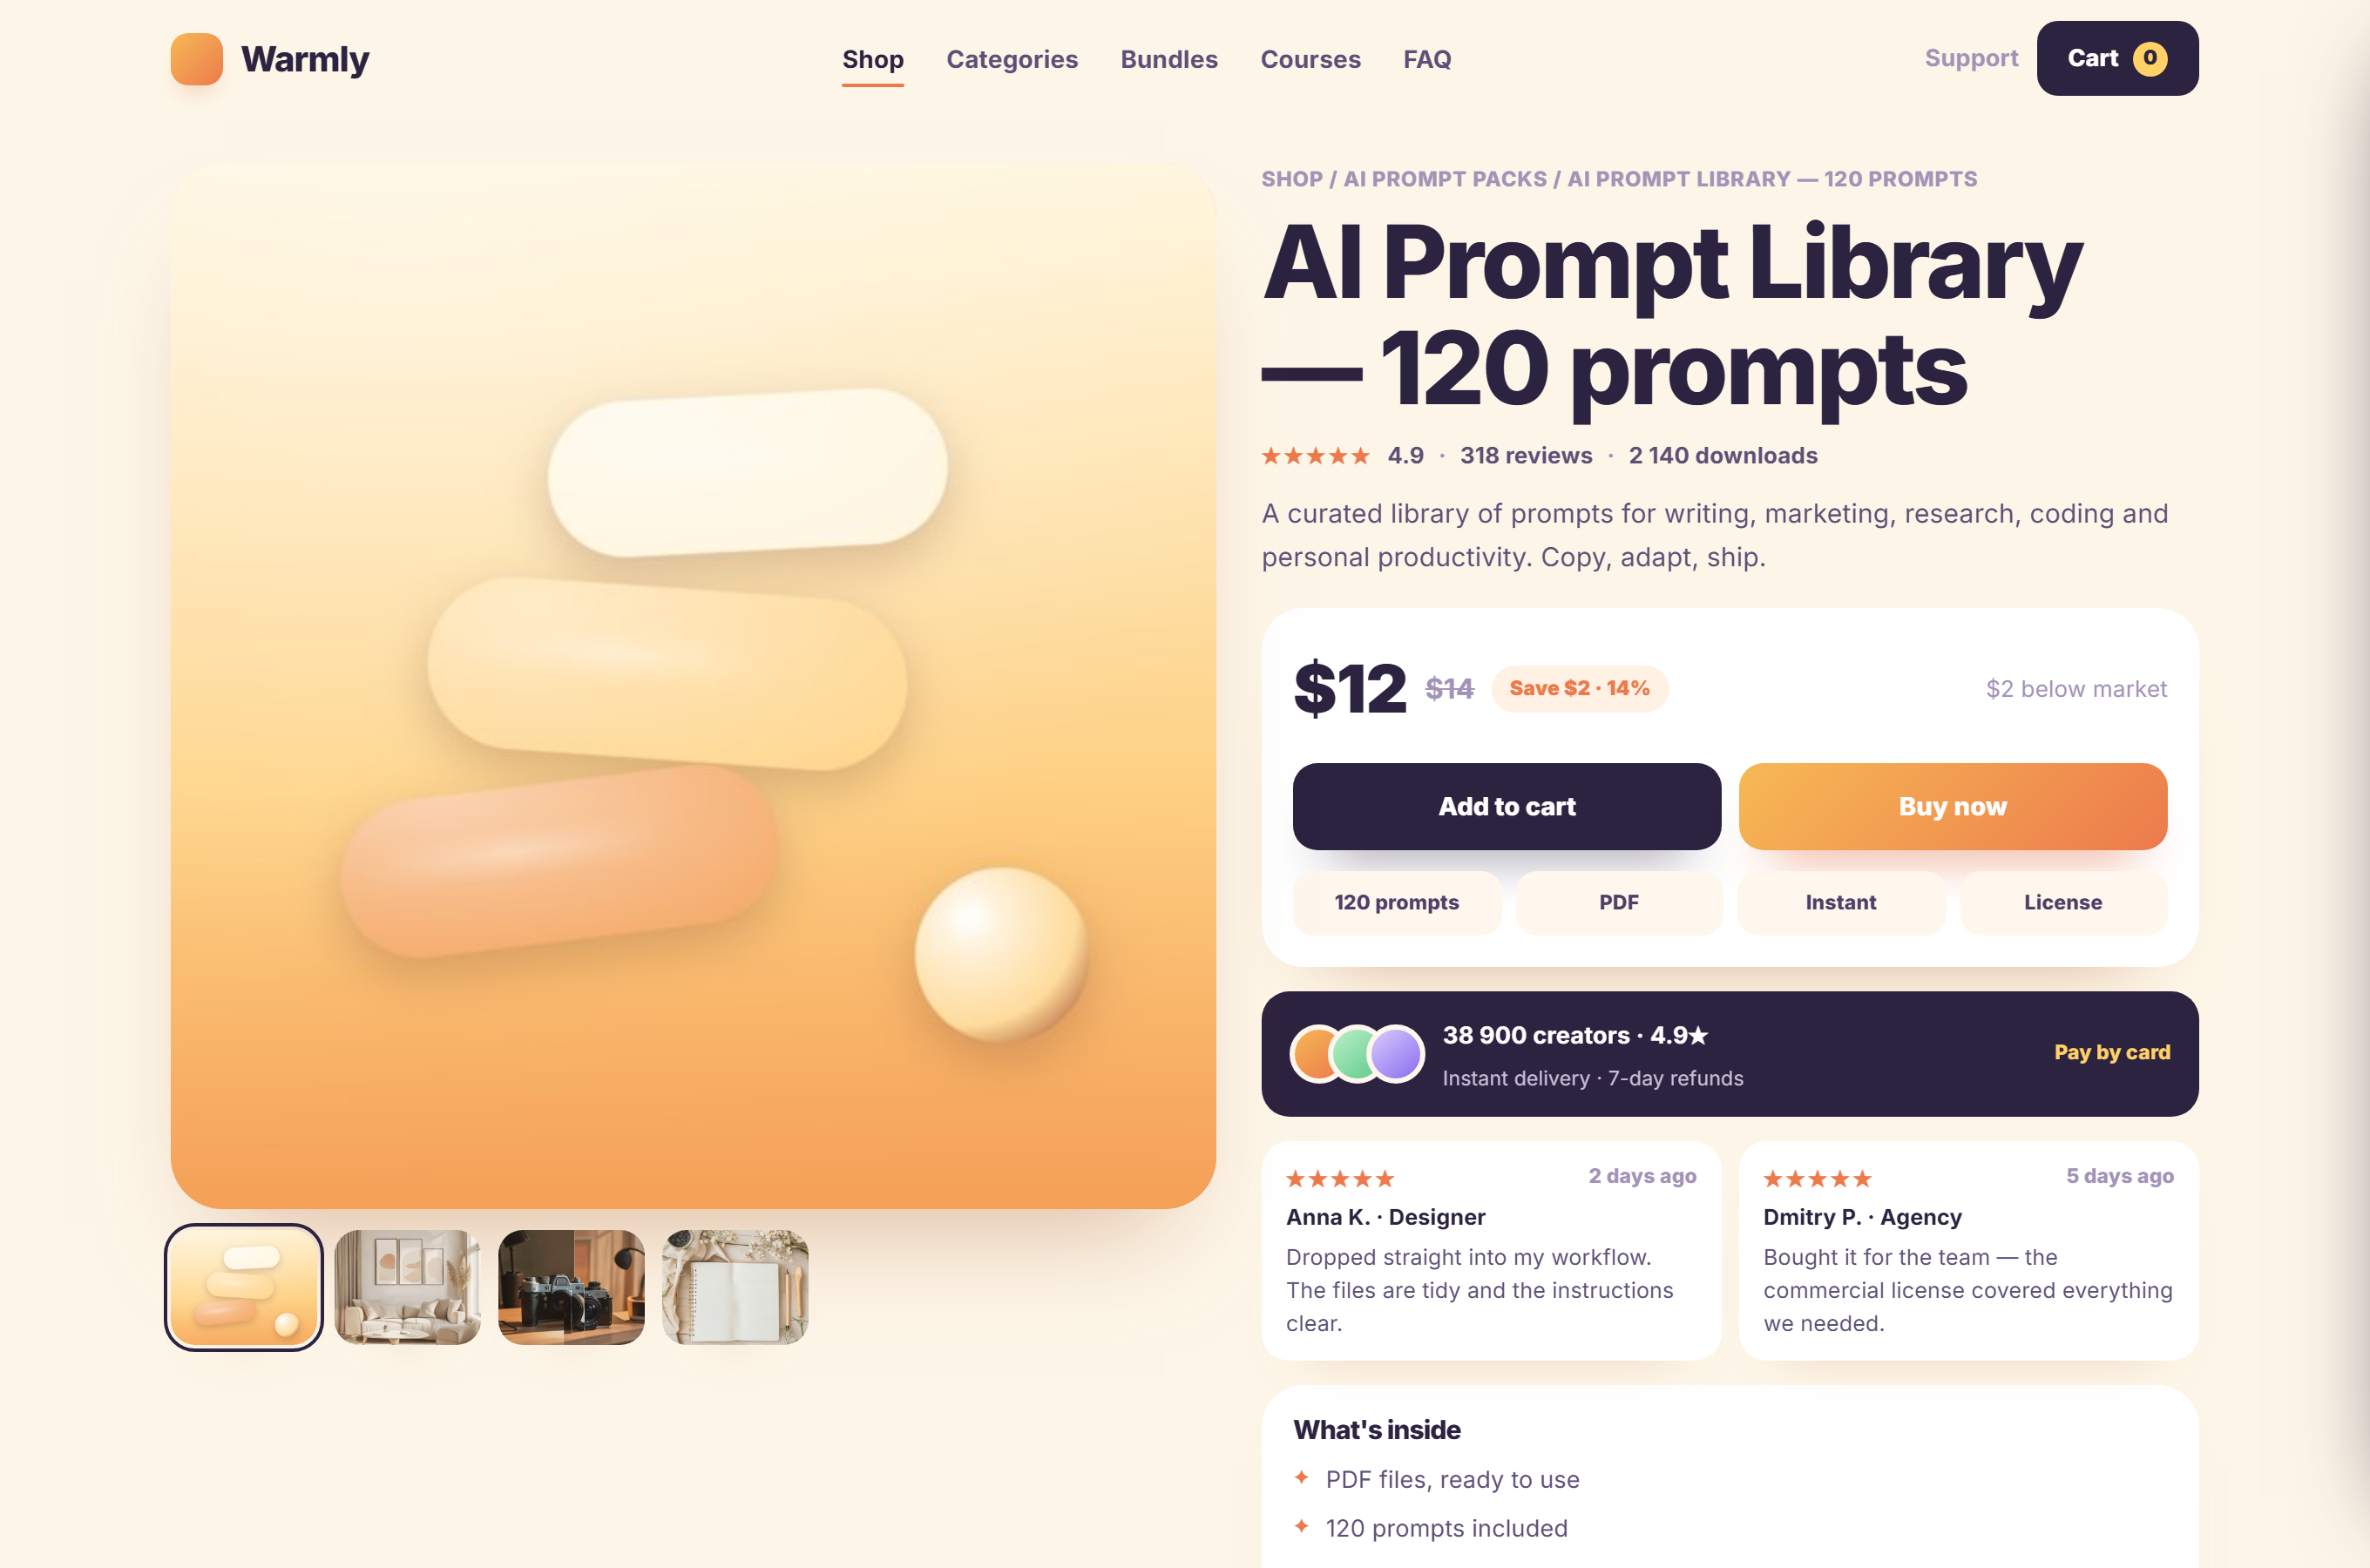 Warmly
Shop
Categories
Bundles
Courses
FAQ
Support
Cart 0
SHOP / AI PROMPT PACKS / AI PROMPT LIBRARY — 120 PROMPTS
AI Prompt Library
— 120 prompts
★★★★★ 4.9 · 318 reviews · 2 140 downloads
A curated library of prompts for writing, marketing, research, coding and
personal productivity. Copy, adapt, ship.
$12 $14 Save $2 · 14%
$2 below market
Add to cart
Buy now
120 prompts
PDF
Instant
License
38 900 creators · 4.9★
Instant delivery · 7-day refunds
Pay by card
★★★★★ 2 days ago
Anna K. · Designer
Dropped straight into my workflow.
The files are tidy and the instructions
clear.
★★★★★ 5 days ago
Dmitry P. · Agency
Bought it for the team — the
commercial license covered everything
we needed.
What's inside
✦ PDF files, ready to use
✦ 120 prompts included